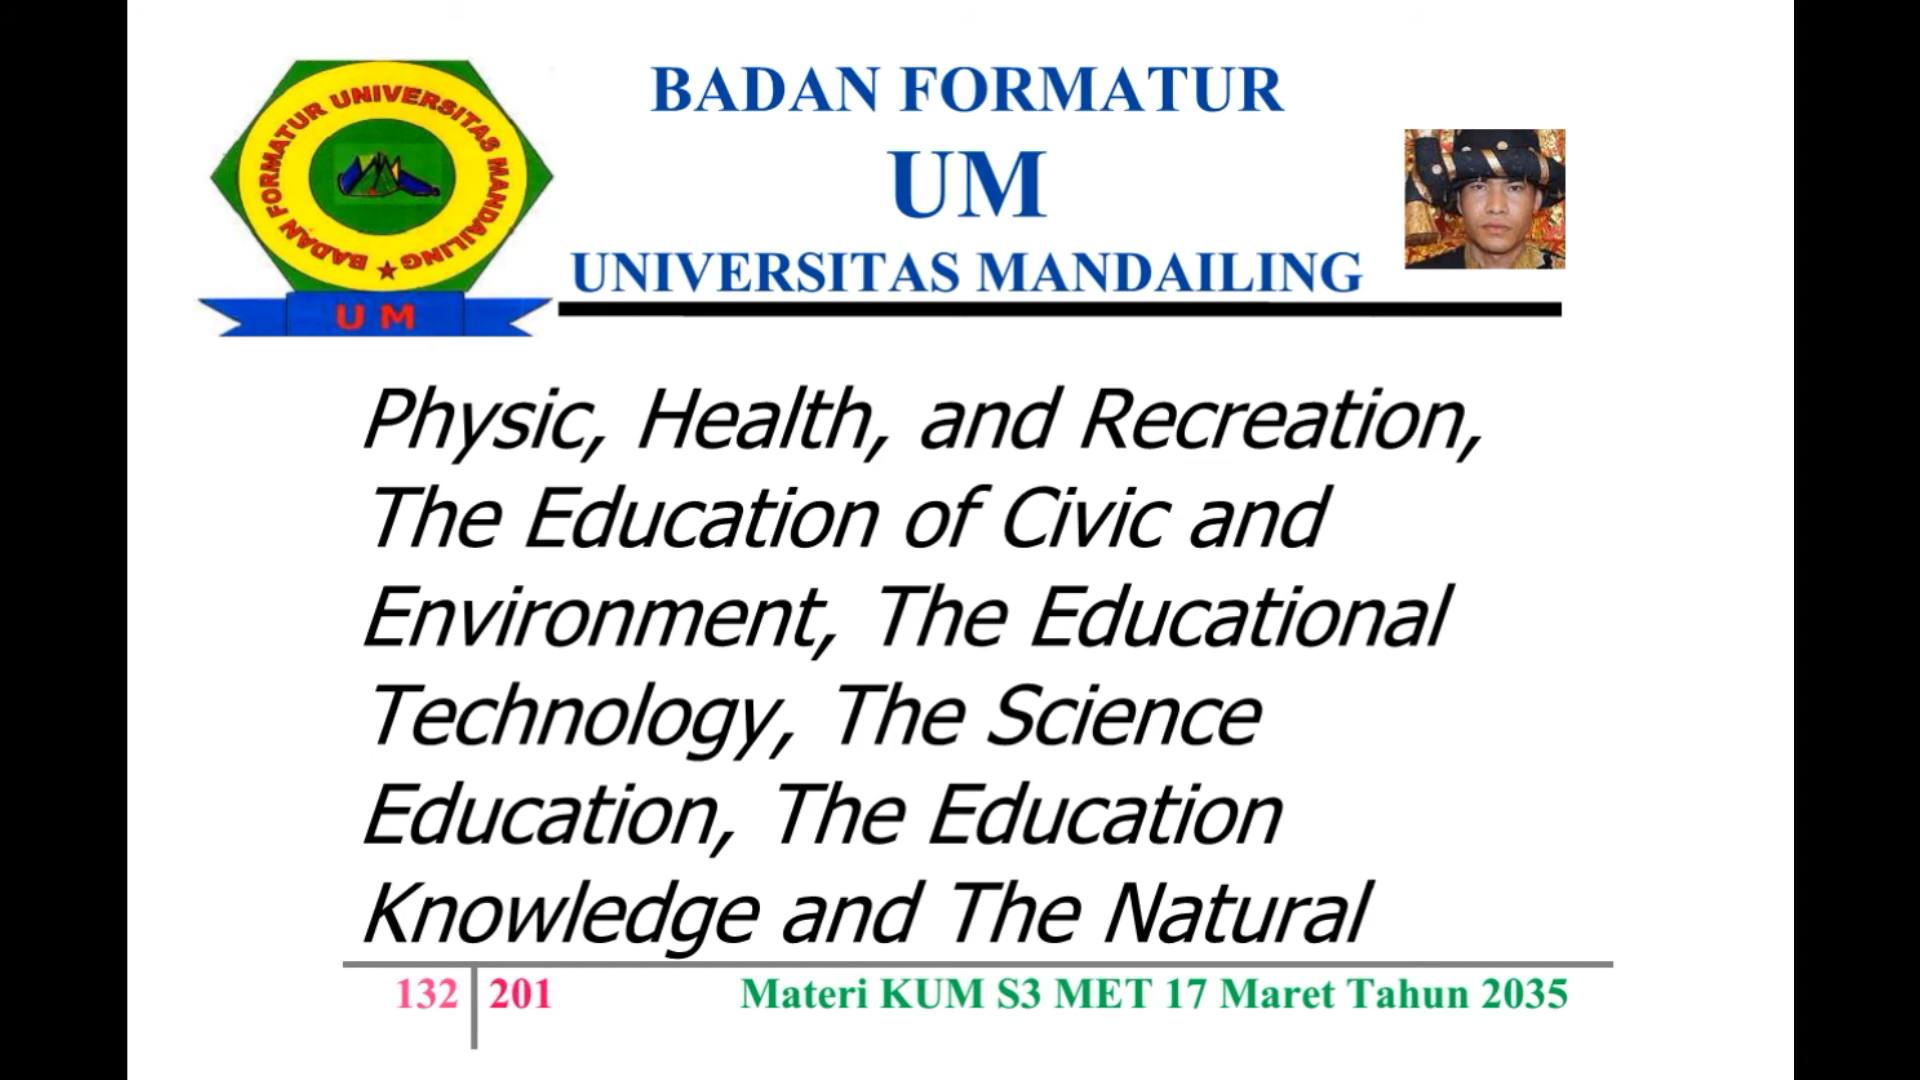 BADAN FORMATUR UNIVERSITAS MANDAILING
UM
BADAN FORMATUR
UM
UNIVERSITAS MANDAILING
Physic, Health, and Recreation,
The Education of Civic and
Environment, The Educational
Technology, The Science
Education, The Education
Knowledge and The Natural
132 201 Materi KUM S3 MET 17 Maret Tahun 2035